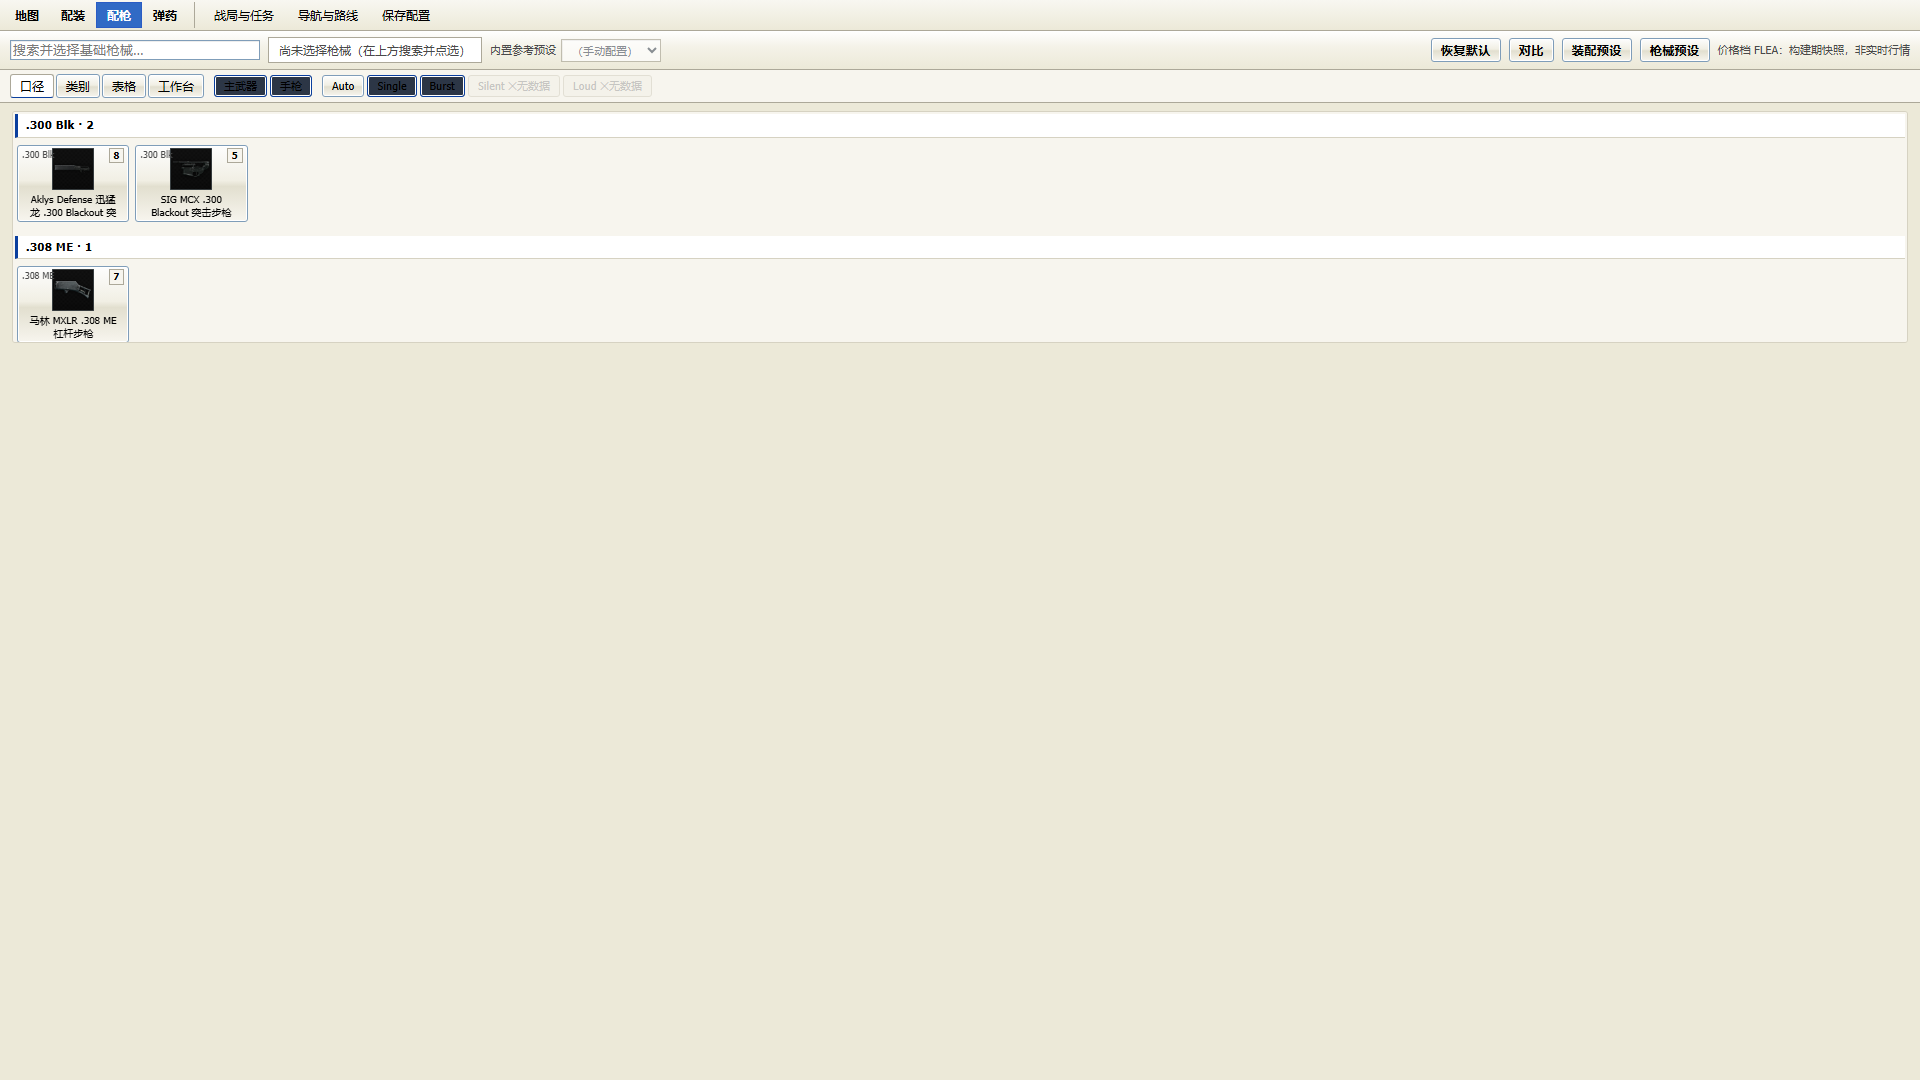 地图 配装 配枪 弹药 战局与任务 导航与路线 保存配置
搜索并选择基础枪械... 尚未选择枪械（在上方搜索并点选） 内置参考预设 （手动配置） 恢复默认 对比 装配预设 枪械预设 价格档 FLEA：构建期快照，非实时行情
口径 类别 表格 工作台 主武器 手枪 Auto Single Burst Silent ✕无数据 Loud ✕无数据
.300 Blk · 2
.300 Blk 8
Aklys Defense 迅猛
龙 .300 Blackout 突
.300 Blk 5
SIG MCX .300
Blackout 突击步枪
.308 ME · 1
.308 ME 7
马林 MXLR .308 ME
杠杆步枪